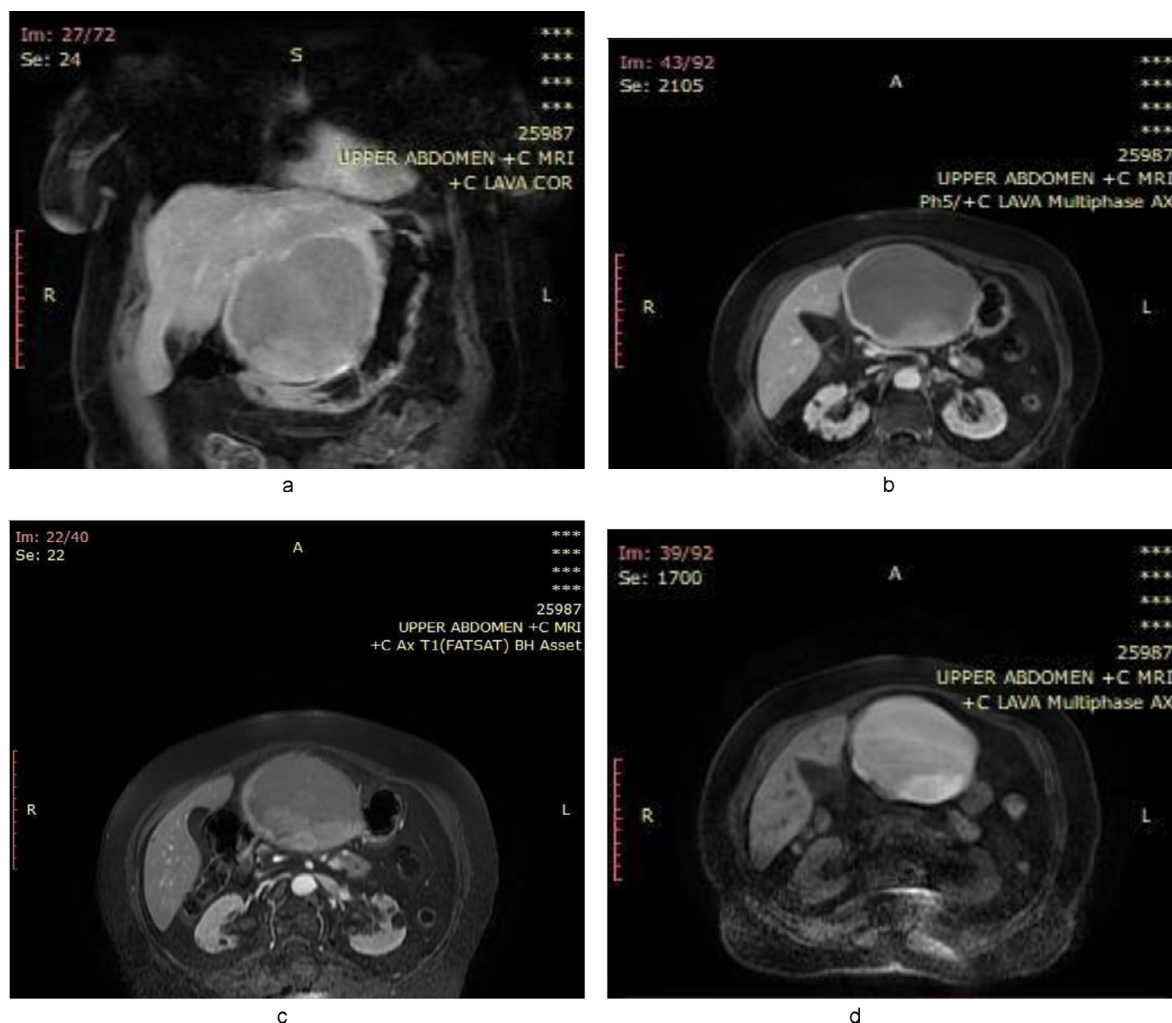 Im: 27/72
Se: 24
S
***
***
***
***
25987
UPPER ABDOMEN +C MRI
+C LAVA COR
R
L
a
Im: 43/92
Se: 2105
A
***
***
***
***
25987
UPPER ABDOMEN +C MRI
Ph5/+C LAVA Multiphase AX
R
L
b
Im: 22/40
Se: 22
A
***
***
***
***
25987
UPPER ABDOMEN +C MRI
+C Ax T1(FATSAT) BH Asset
R
L
c
Im: 39/92
Se: 1700
A
***
***
***
***
25987
UPPER ABDOMEN +C MRI
+C LAVA Multiphase AX
R
L
d